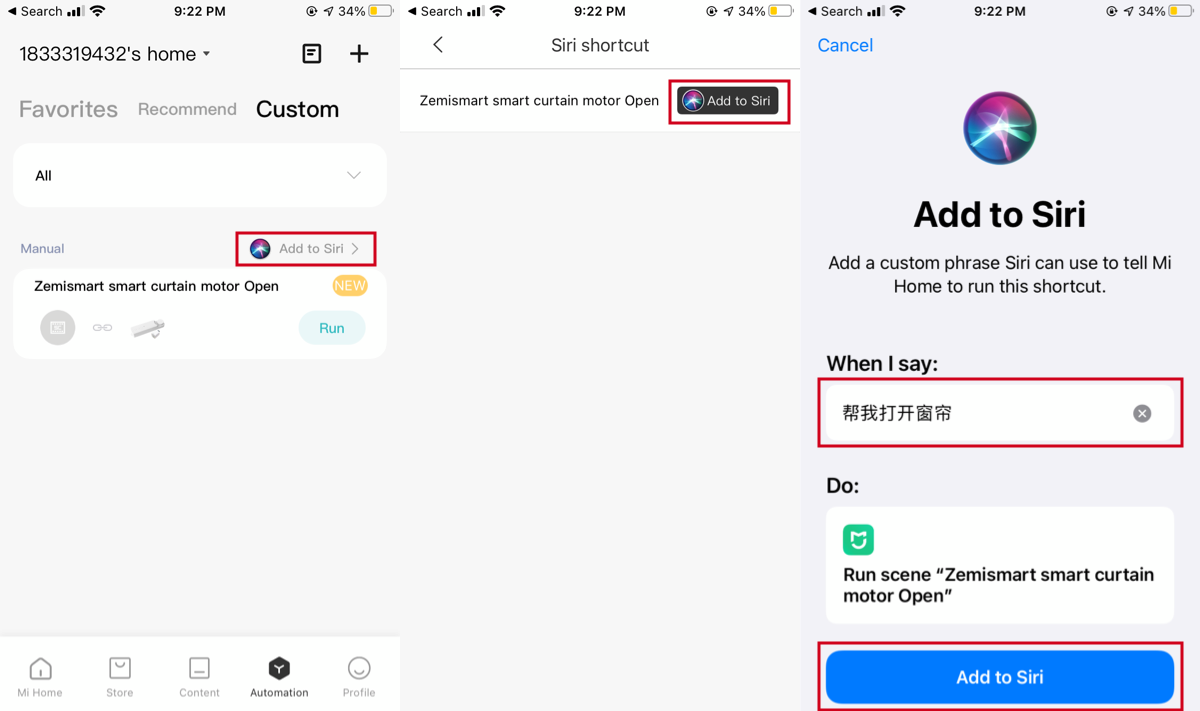 Search 9:22 PM 34%
1833319432's home
Favorites Recommend Custom
All
Manual Add to Siri
Zemismart smart curtain motor Open NEW
Run
Mi Home Store Content Automation Profile
Search 9:22 PM 34%
Siri shortcut
Zemismart smart curtain motor Open Add to Siri
Search 9:22 PM 34%
Cancel
Add to Siri
Add a custom phrase Siri can use to tell Mi
Home to run this shortcut.
When I say:
帮我打开窗帘
Do:
Run scene “Zemismart smart curtain
motor Open”
Add to Siri